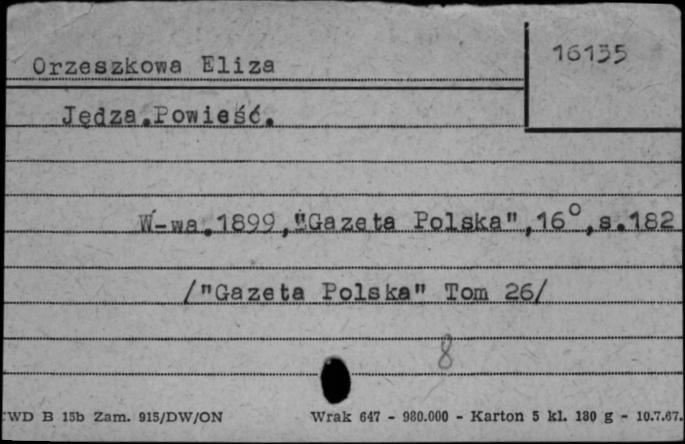 16135
Orzeszkowa Eliza
Jędza.Powieść.
W-wa.1899,"Gazeta Polska",16°,s.182
/"Gazeta Polska" Tom 26/
8
WD B 15b Zam. 915/DW/ON Wrak 647 - 980.000 - Karton 5 kl. 180 g - 10.7.67.